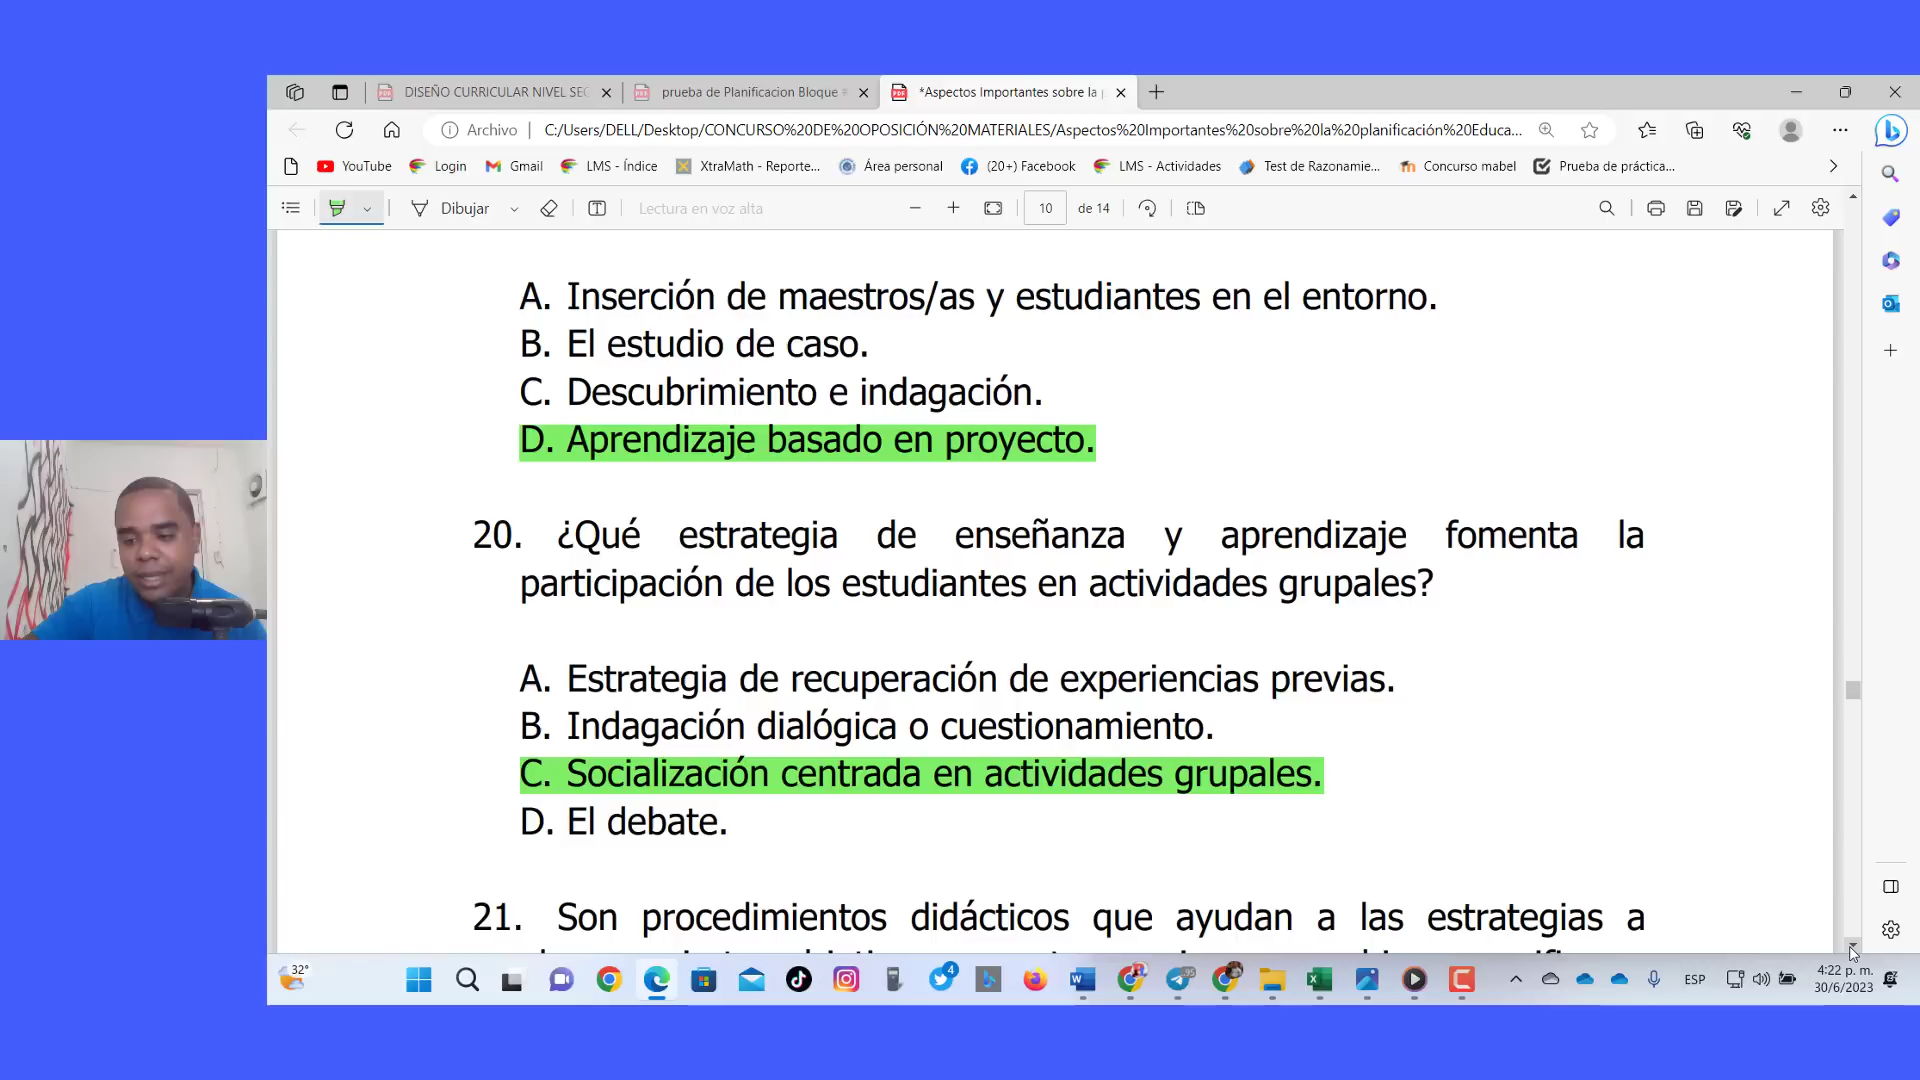 DISEÑO CURRICULAR NIVEL SEC
prueba de Planificacion Bloque #
*Aspectos Importantes sobre la p
Archivo
C:/Users/DELL/Desktop/CONCURSO%20DE%20OPOSICIÓN%20MATERIALES/Aspectos%20Importantes%20sobre%20la%20planificación%20Educa...
YouTube
Login
Gmail
LMS - Índice
XtraMath - Reporte...
Área personal
(20+) Facebook
LMS - Actividades
Test de Razonamie...
Concurso mabel
Prueba de práctica...
Dibujar
Lectura en voz alta
10 de 14
A. Inserción de maestros/as y estudiantes en el entorno.
B. El estudio de caso.
C. Descubrimiento e indagación.
D. Aprendizaje basado en proyecto.
20. ¿Qué estrategia de enseñanza y aprendizaje fomenta la
participación de los estudiantes en actividades grupales?
A. Estrategia de recuperación de experiencias previas.
B. Indagación dialógica o cuestionamiento.
C. Socialización centrada en actividades grupales.
D. El debate.
21. Son procedimientos didácticos que ayudan a las estrategias a
32°
4
95
ESP
4:22 p. m.
30/6/2023